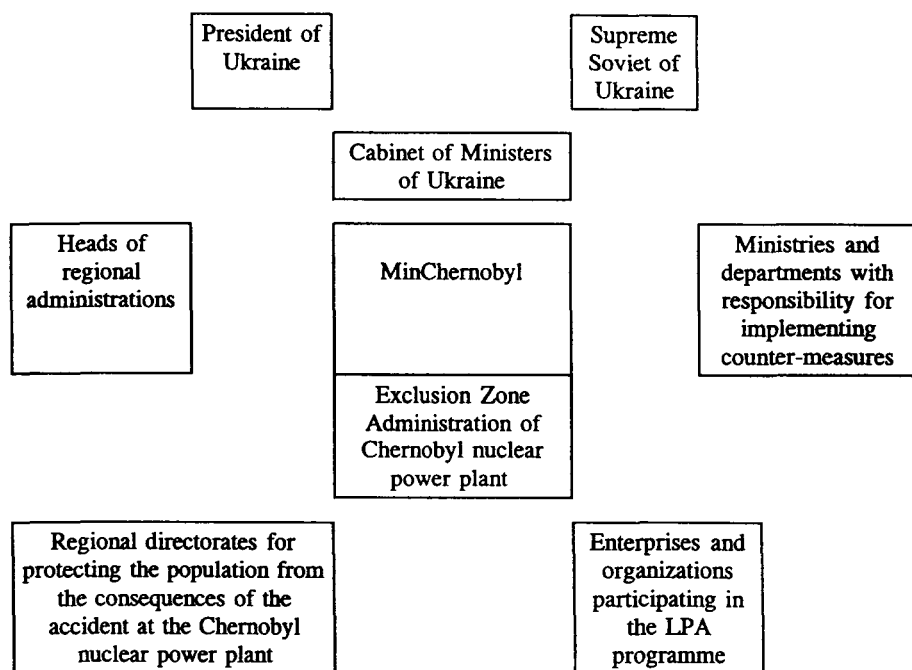 President of
Ukraine
Supreme
Soviet of
Ukraine
Cabinet of Ministers
of Ukraine
Heads of
regional
administrations
MinChernobyl
Ministries and
departments with
responsibility for
implementing
counter-measures
Exclusion Zone
Administration of
Chernobyl nuclear
power plant
Regional directorates for
protecting the population from
the consequences of the
accident at the Chernobyl
nuclear power plant
Enterprises and
organizations
participating in
the LPA
programme